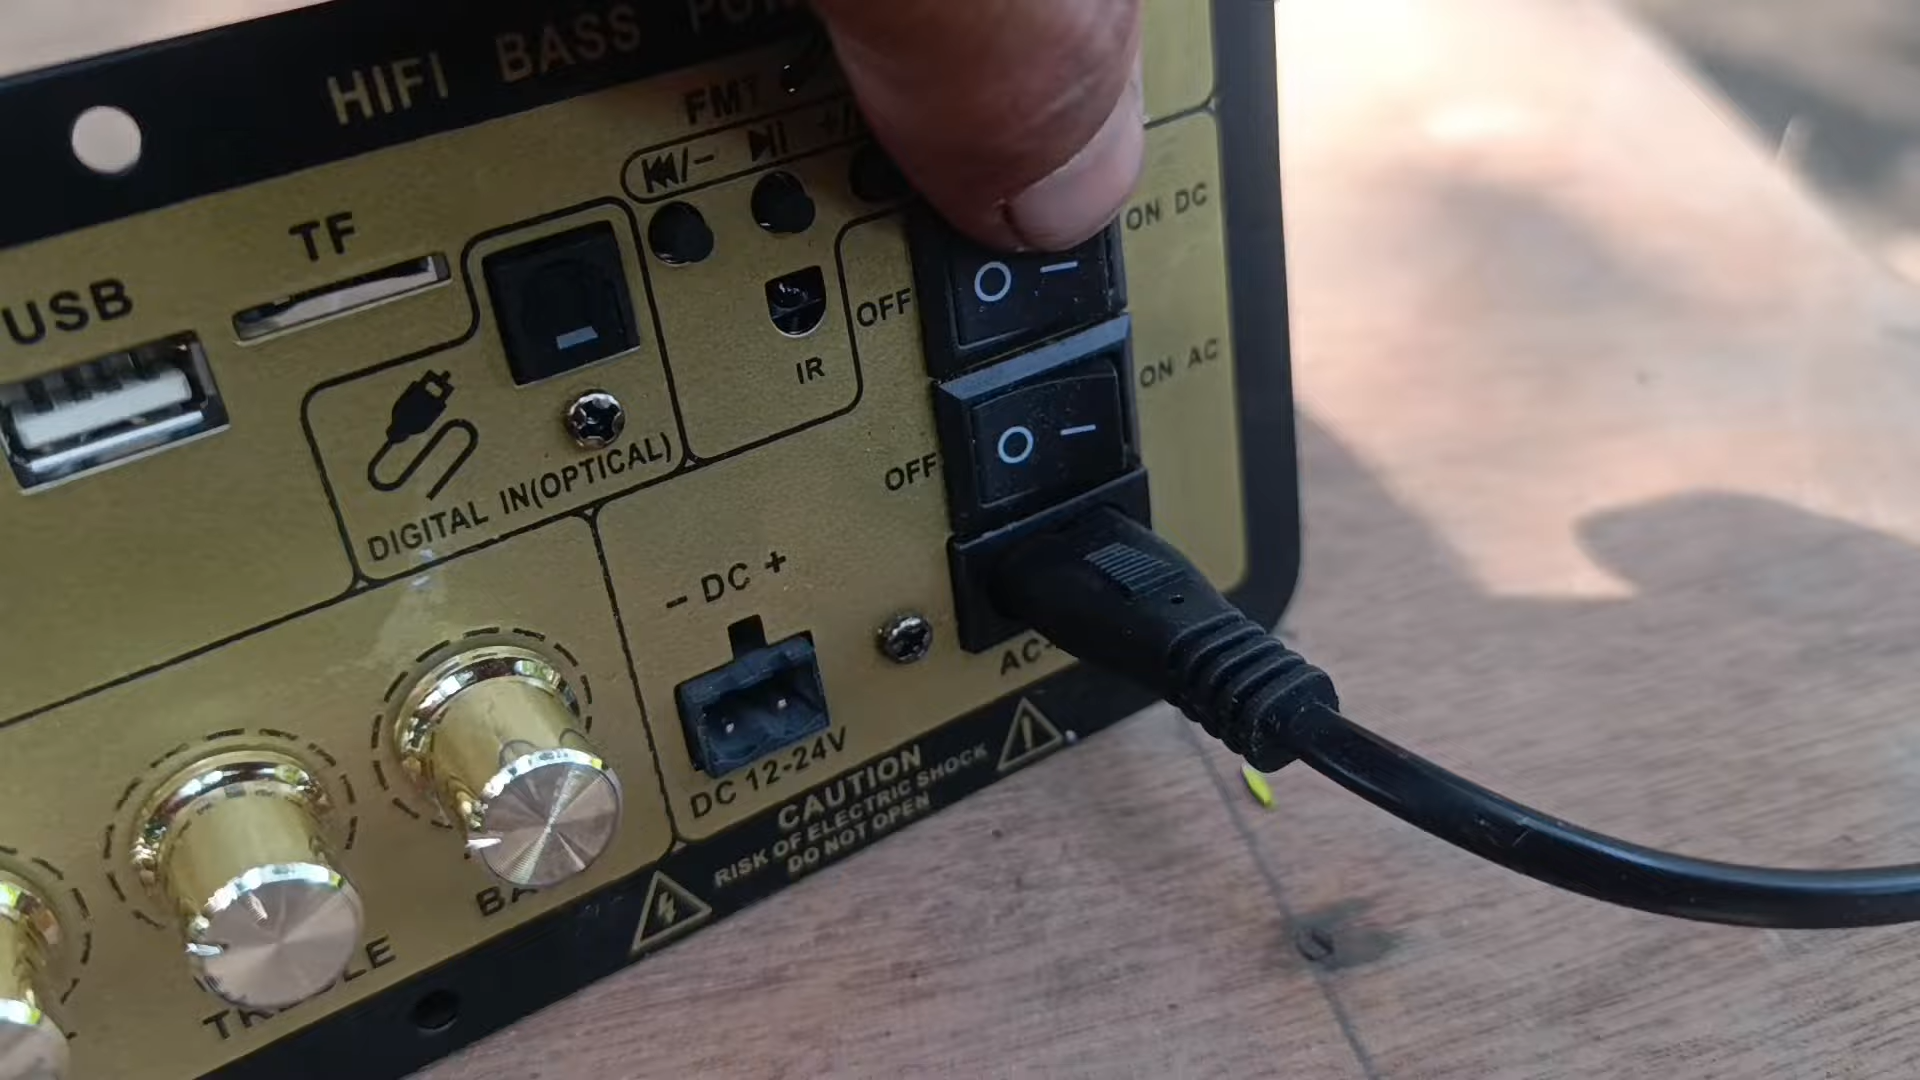 HIFI BASS
FM
USB
TF
IR
OFF
ON DC
OFF
ON AC
DIGITAL IN(OPTICAL)
- DC +
DC 12-24V
CAUTION
RISK OF ELECTRIC SHOCK
DO NOT OPEN